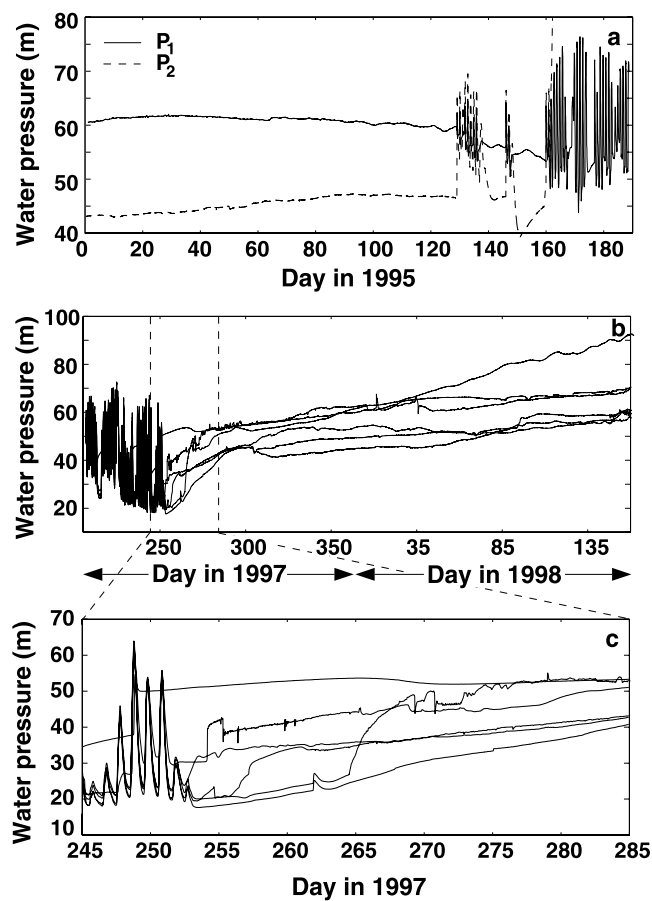 80
a
P1
P2
70
60
50
40
Water pressure (m)
0 20 40 60 80 100 120 140 160 180
Day in 1995
100
b
80
60
40
20
Water pressure (m)
250 300 350 35 85 135
Day in 1997 Day in 1998
70
c
60
50
40
30
20
10
Water pressure (m)
245 250 255 260 265 270 275 280 285
Day in 1997